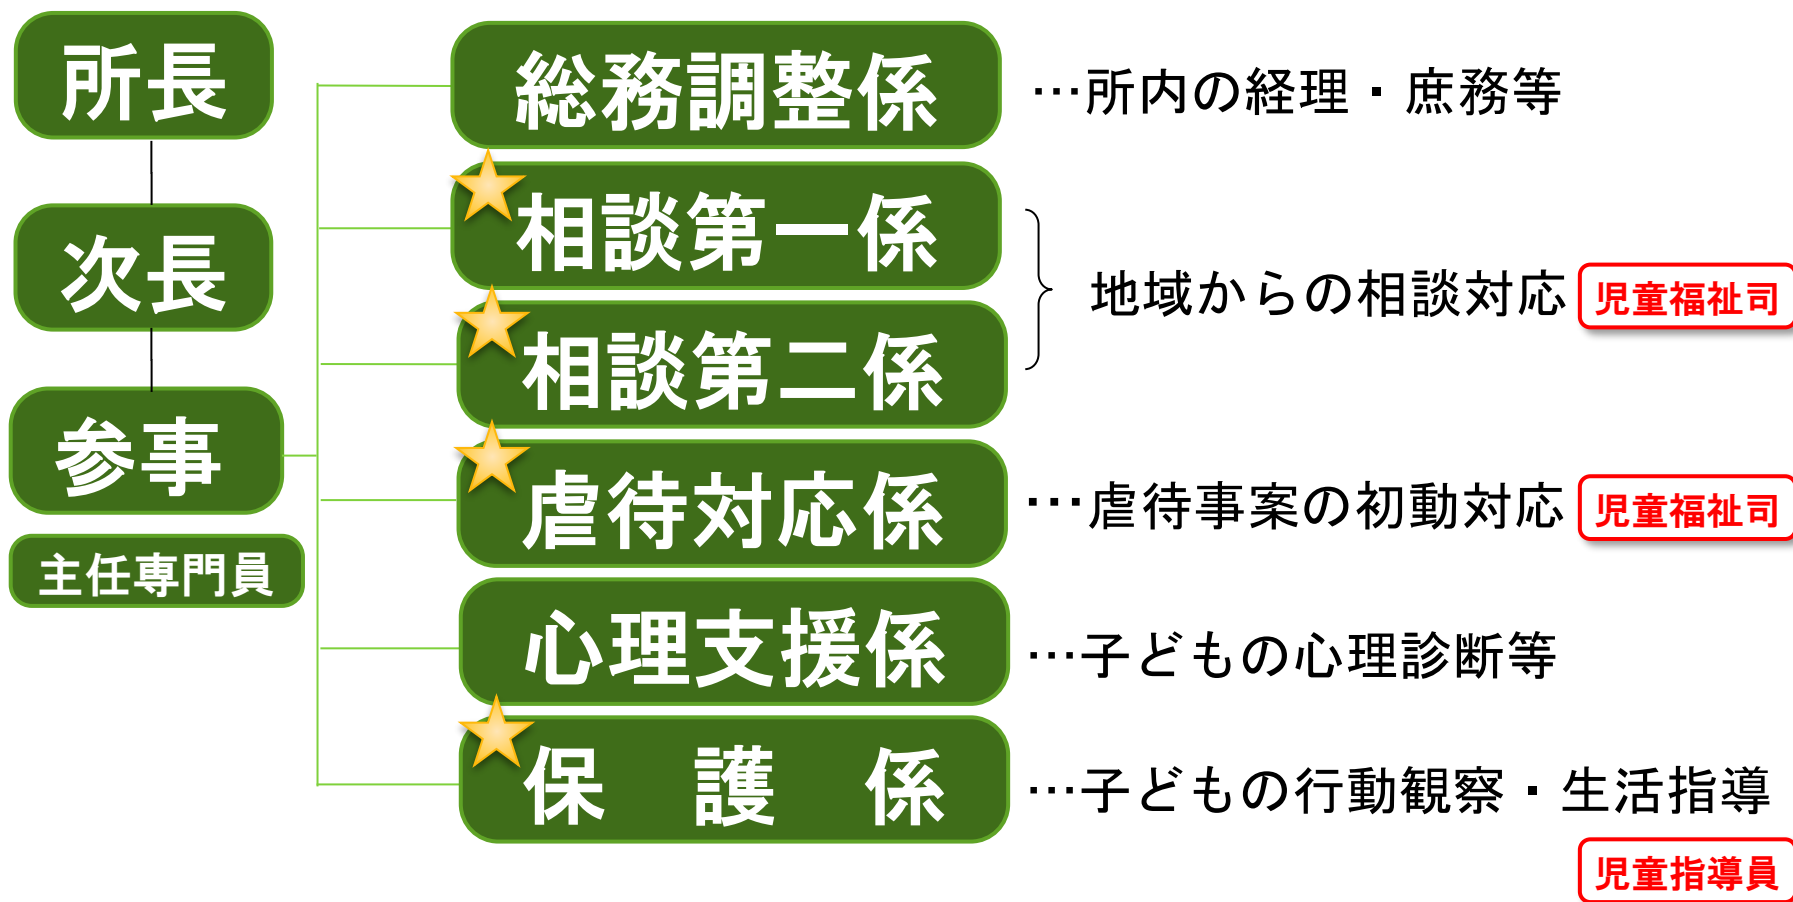 所長
次長
参事
主任専門員
総務調整係 …所内の経理・庶務等
相談第一係
相談第二係
地域からの相談対応 児童福祉司
虐待対応係 …虐待事案の初動対応 児童福祉司
心理支援係 …子どもの心理診断等
保　護　係 …子どもの行動観察・生活指導
児童指導員